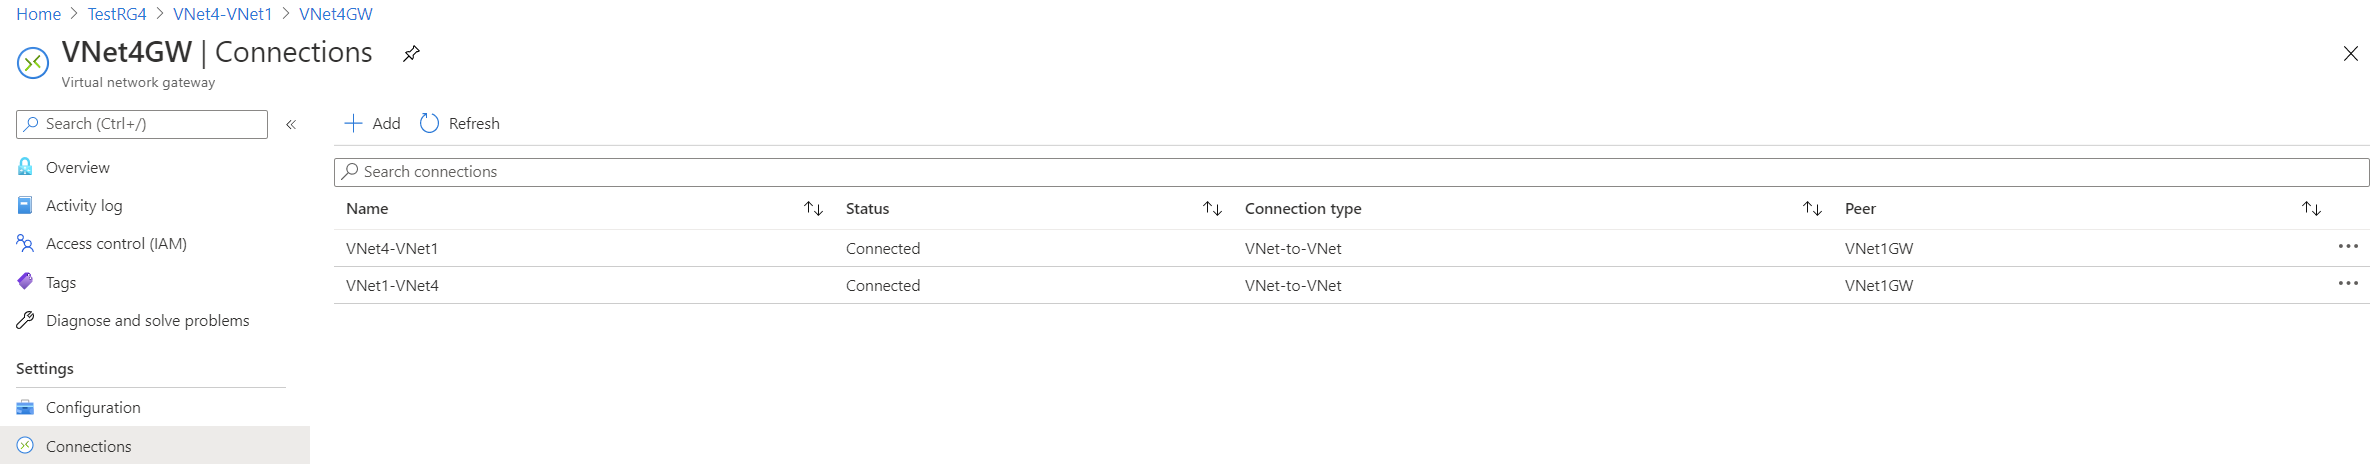 Home > TestRG4 > VNet4-VNet1 > VNet4GW
VNet4GW | Connections
Virtual network gateway
Search (Ctrl+/)
«
Add Refresh
Overview
Activity log
Access control (IAM)
Tags
Diagnose and solve problems
Settings
Configuration
Connections
Search connections
Name Status Connection type Peer
VNet4-VNet1 Connected VNet-to-VNet VNet1GW
VNet1-VNet4 Connected VNet-to-VNet VNet1GW